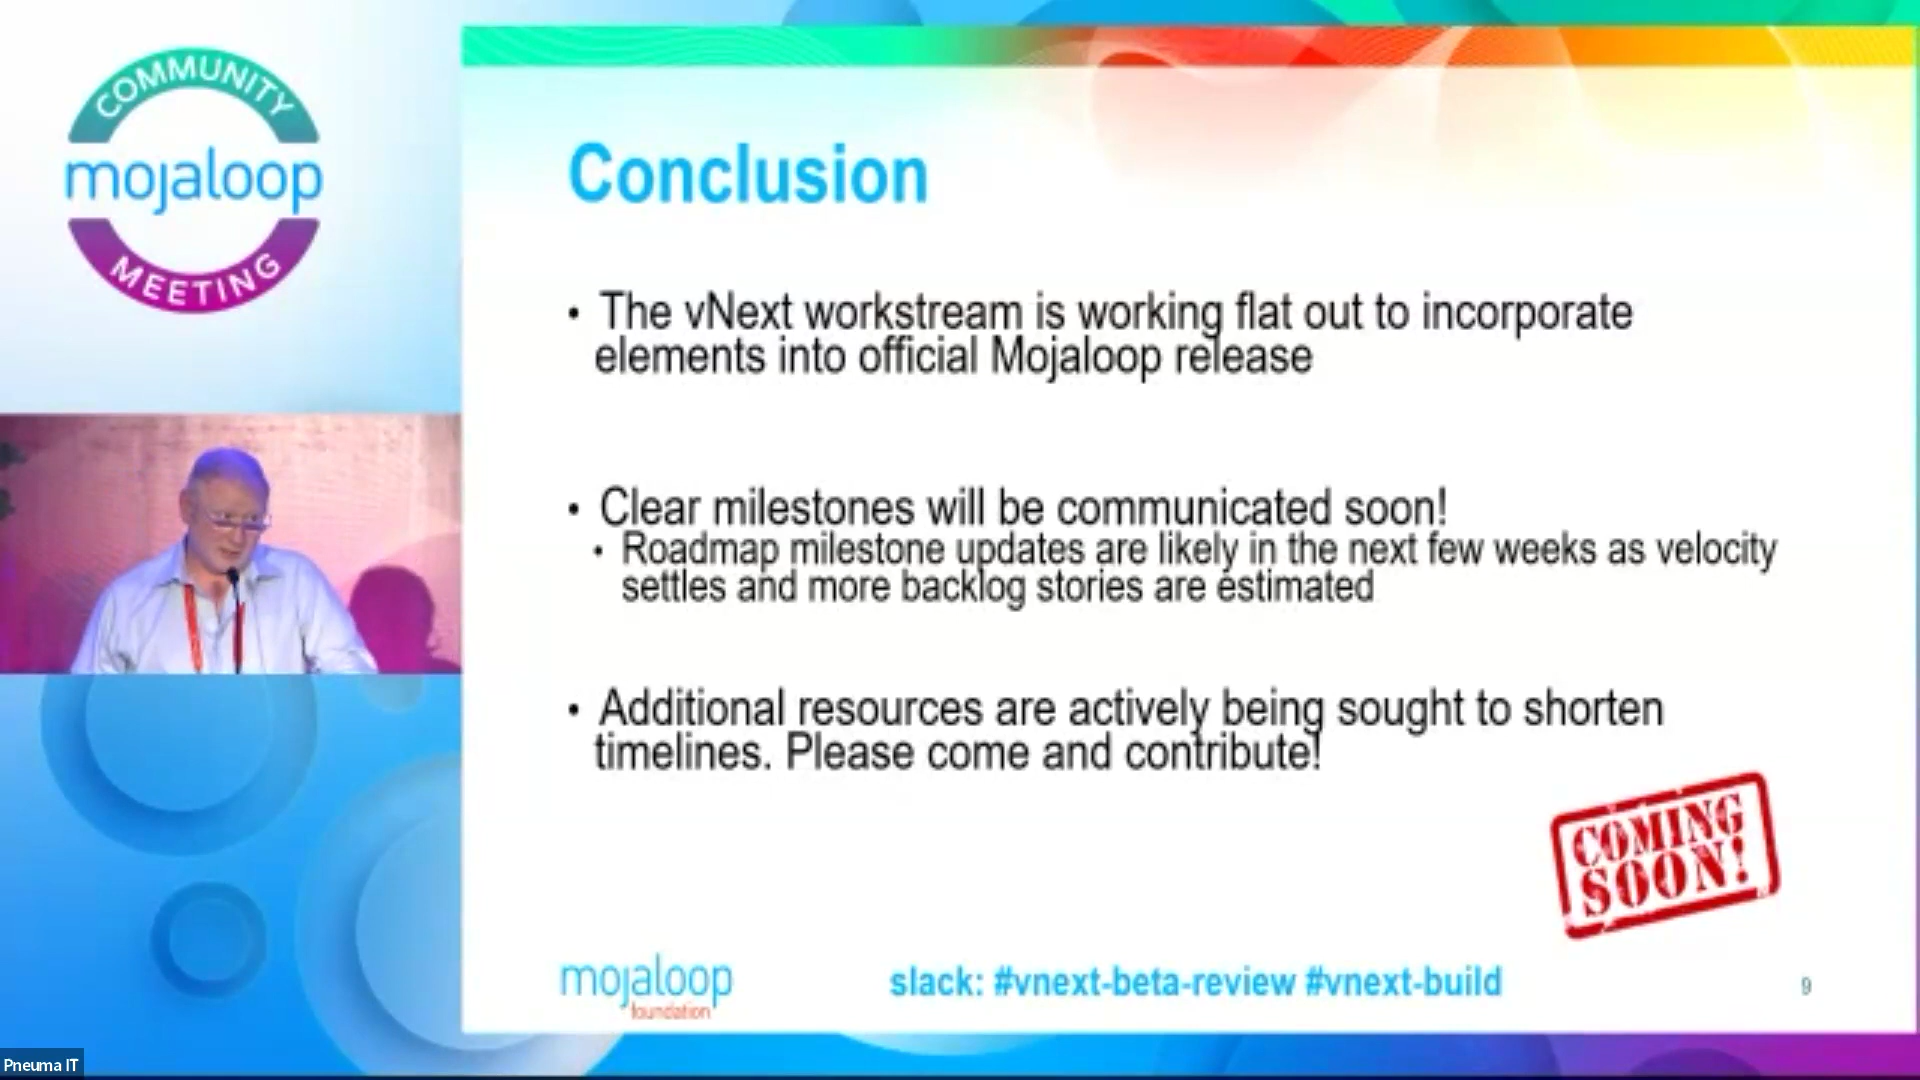 COMMUNITY
mojaloop
MEETING
Conclusion
• The vNext workstream is working flat out to incorporate
elements into official Mojaloop release
• Clear milestones will be communicated soon!
• Roadmap milestone updates are likely in the next few weeks as velocity
settles and more backlog stories are estimated
• Additional resources are actively being sought to shorten
timelines. Please come and contribute!
COMING
SOON!
mojaloop
foundation
slack: #vnext-beta-review #vnext-build
9
Pneuma IT